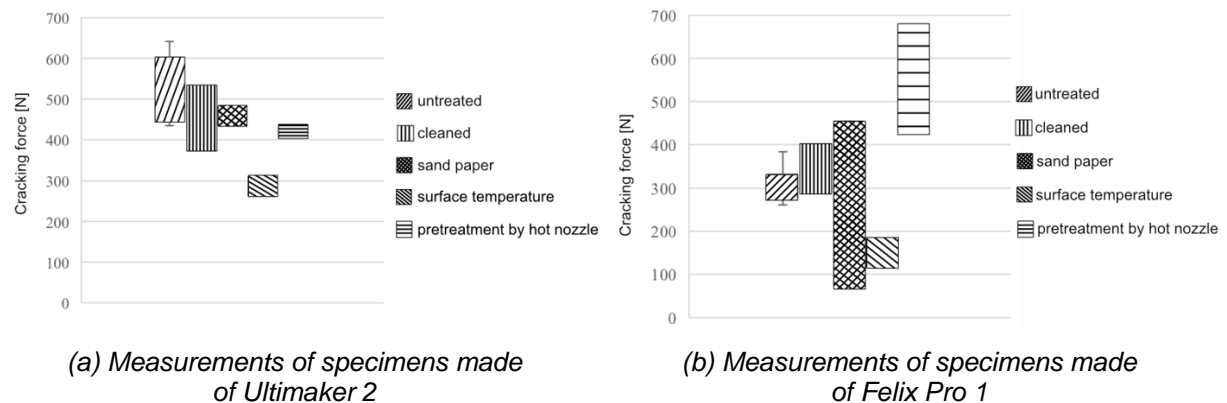 700
600
500
400
300
200
100
0
Cracking force [N]
untreated
cleaned
sand paper
surface temperature
pretreatment by hot nozzle
(a) Measurements of specimens made
of Ultimaker 2
700
600
500
400
300
200
100
0
Cracking force [N]
untreated
cleaned
sand paper
surface temperature
pretreatment by hot nozzle
(b) Measurements of specimens made
of Felix Pro 1